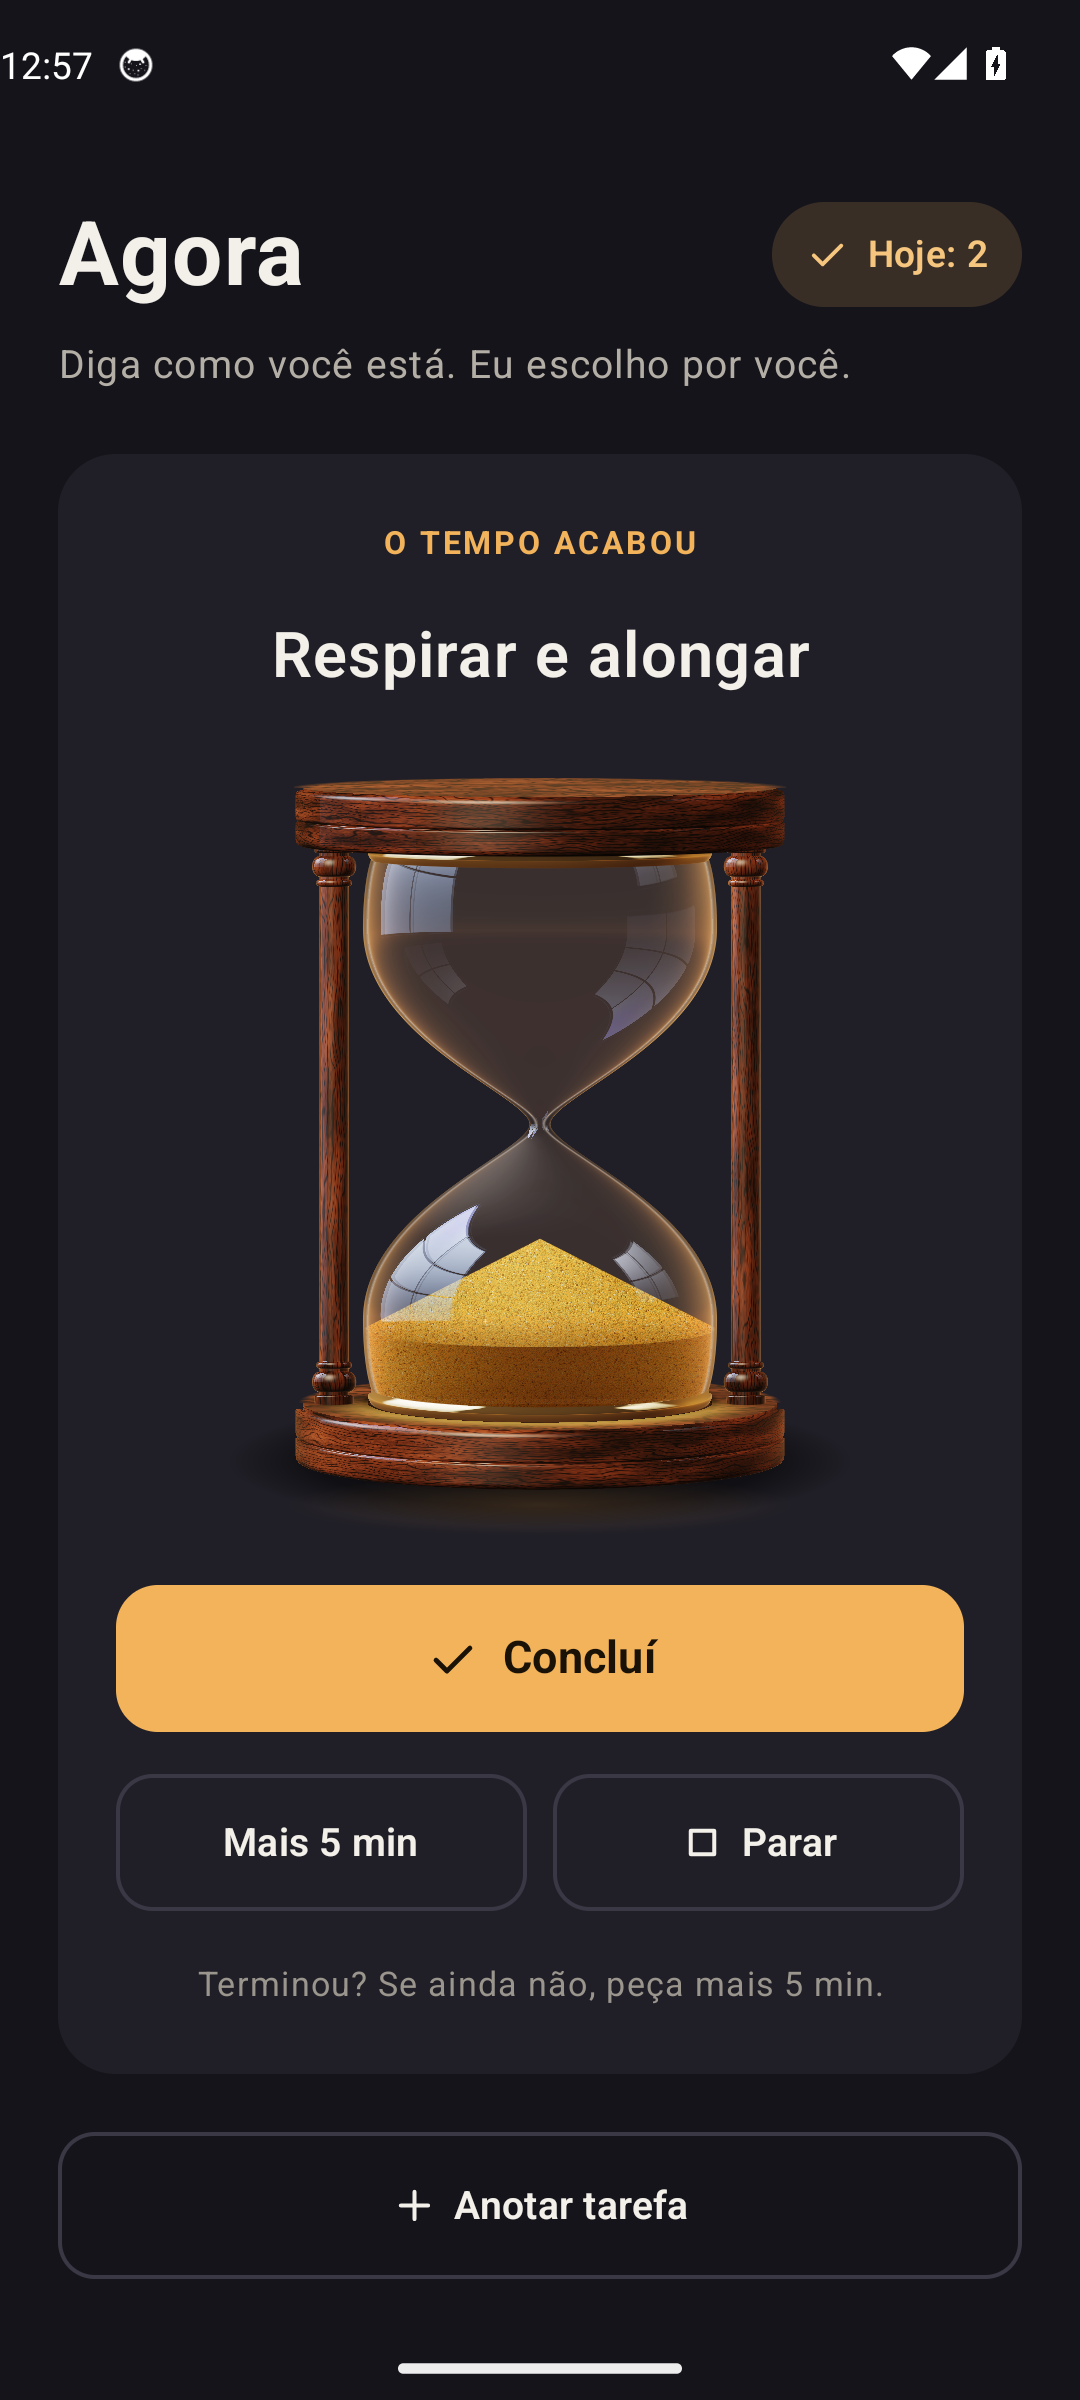 12:57
Agora
Hoje: 2
Diga como você está. Eu escolho por você.
O TEMPO ACABOU
Respirar e alongar
Concluí
Mais 5 min
Parar
Terminou? Se ainda não, peça mais 5 min.
Anotar tarefa